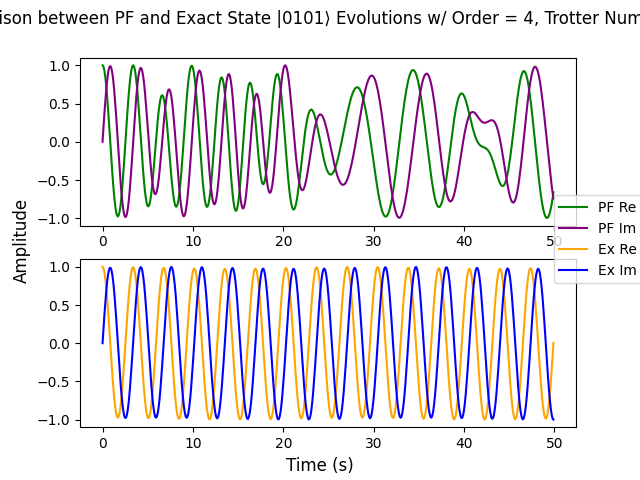 ison between PF and Exact State |0101⟩ Evolutions w/ Order = 4, Trotter Num
1.0
0.5
0.0
−0.5
−1.0
0 10 20 30 40 50
PF Re
PF Im
Ex Re
Ex Im
Amplitude
1.0
0.5
0.0
−0.5
−1.0
0 10 20 30 40 50
Time (s)